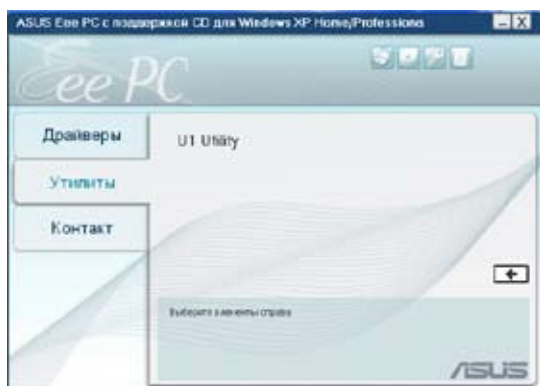 ASUS Eee PC с поддержкой CD для Windows XP Home/Professiona
Eee PC
Драйверы
U1 Utility
Утилиты
Контакт
Выберите элементы справа
ASUS